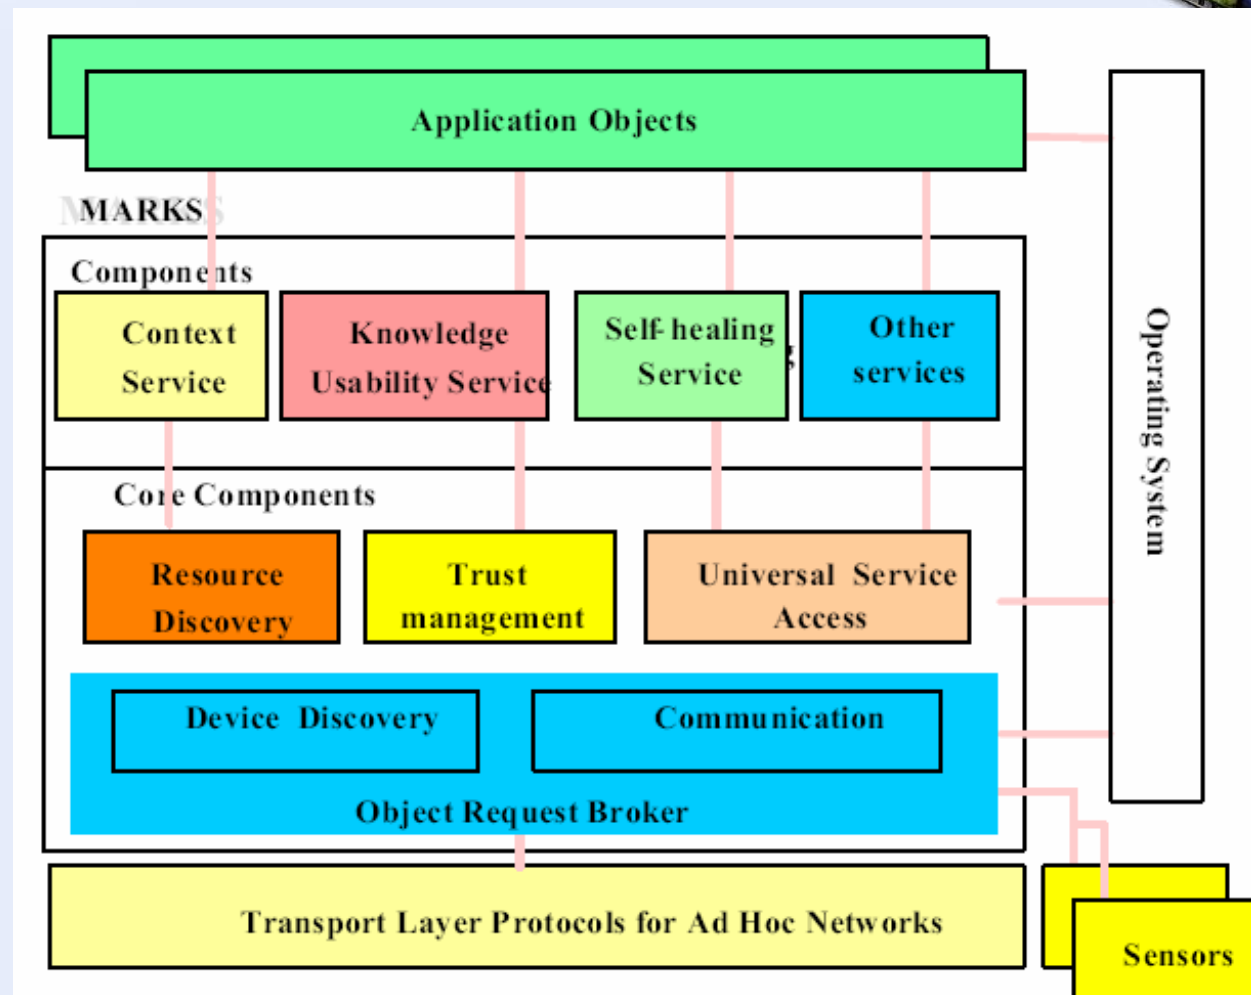 Application Objects
MARKS
Components
Context
Service
Knowledge
Usability Service
Self-healing
Service
g
Other
services
Operating System
Core Components
Resource
Discovery
Trust
management
Universal Service
Access
Device Discovery
Communication
Object Request Broker
Transport Layer Protocols for Ad Hoc Networks
Sensors